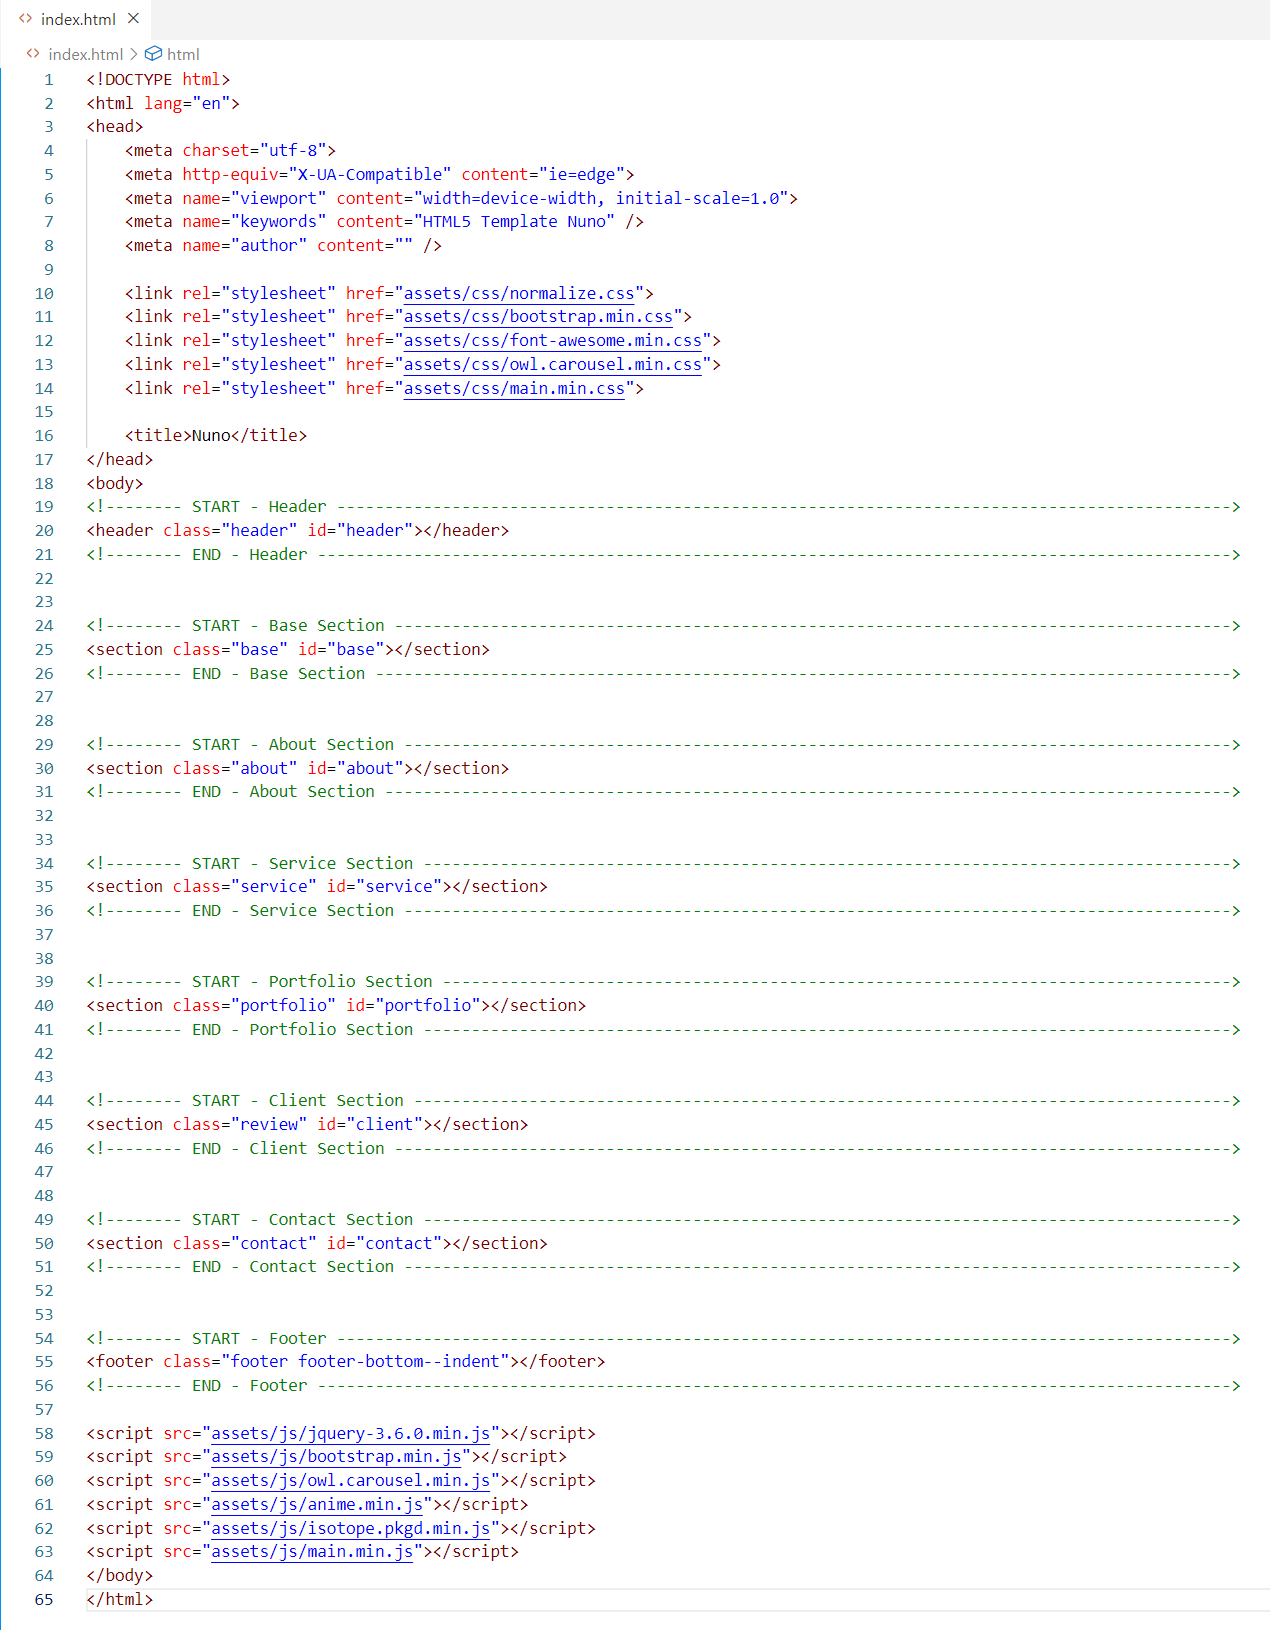 index.html
index.html > html
1 <!DOCTYPE html>
2 <html lang="en">
3 <head>
4 <meta charset="utf-8">
5 <meta http-equiv="X-UA-Compatible" content="ie=edge">
6 <meta name="viewport" content="width=device-width, initial-scale=1.0">
7 <meta name="keywords" content="HTML5 Template Nuno" />
8 <meta name="author" content="" />
9
10 <link rel="stylesheet" href="assets/css/normalize.css">
11 <link rel="stylesheet" href="assets/css/bootstrap.min.css">
12 <link rel="stylesheet" href="assets/css/font-awesome.min.css">
13 <link rel="stylesheet" href="assets/css/owl.carousel.min.css">
14 <link rel="stylesheet" href="assets/css/main.min.css">
15
16 <title>Nuno</title>
17 </head>
18 <body>
19 <!-------- START - Header --------------------------------------------------------------------------------------------->
20 <header class="header" id="header"></header>
21 <!-------- END - Header ----------------------------------------------------------------------------------------------->
22
23
24 <!-------- START - Base Section --------------------------------------------------------------------------------------->
25 <section class="base" id="base"></section>
26 <!-------- END - Base Section ----------------------------------------------------------------------------------------->
27
28
29 <!-------- START - About Section -------------------------------------------------------------------------------------->
30 <section class="about" id="about"></section>
31 <!-------- END - About Section ---------------------------------------------------------------------------------------->
32
33
34 <!-------- START - Service Section ------------------------------------------------------------------------------------>
35 <section class="service" id="service"></section>
36 <!-------- END - Service Section -------------------------------------------------------------------------------------->
37
38
39 <!-------- START - Portfolio Section ---------------------------------------------------------------------------------->
40 <section class="portfolio" id="portfolio"></section>
41 <!-------- END - Portfolio Section ------------------------------------------------------------------------------------>
42
43
44 <!-------- START - Client Section ------------------------------------------------------------------------------------->
45 <section class="review" id="client"></section>
46 <!-------- END - Client Section --------------------------------------------------------------------------------------->
47
48
49 <!-------- START - Contact Section ------------------------------------------------------------------------------------>
50 <section class="contact" id="contact"></section>
51 <!-------- END - Contact Section -------------------------------------------------------------------------------------->
52
53
54 <!-------- START - Footer --------------------------------------------------------------------------------------------->
55 <footer class="footer footer-bottom--indent"></footer>
56 <!-------- END - Footer ----------------------------------------------------------------------------------------------->
57
58 <script src="assets/js/jquery-3.6.0.min.js"></script>
59 <script src="assets/js/bootstrap.min.js"></script>
60 <script src="assets/js/owl.carousel.min.js"></script>
61 <script src="assets/js/anime.min.js"></script>
62 <script src="assets/js/isotope.pkgd.min.js"></script>
63 <script src="assets/js/main.min.js"></script>
64 </body>
65 </html>